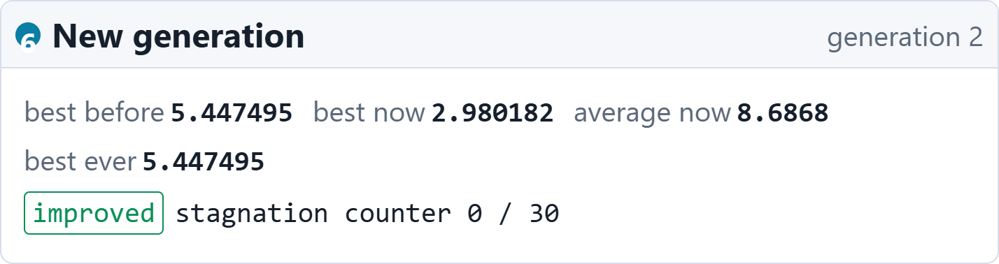 6 New generation generation 2
best before 5.447495 best now 2.980182 average now 8.6868
best ever 5.447495
improved stagnation counter 0 / 30